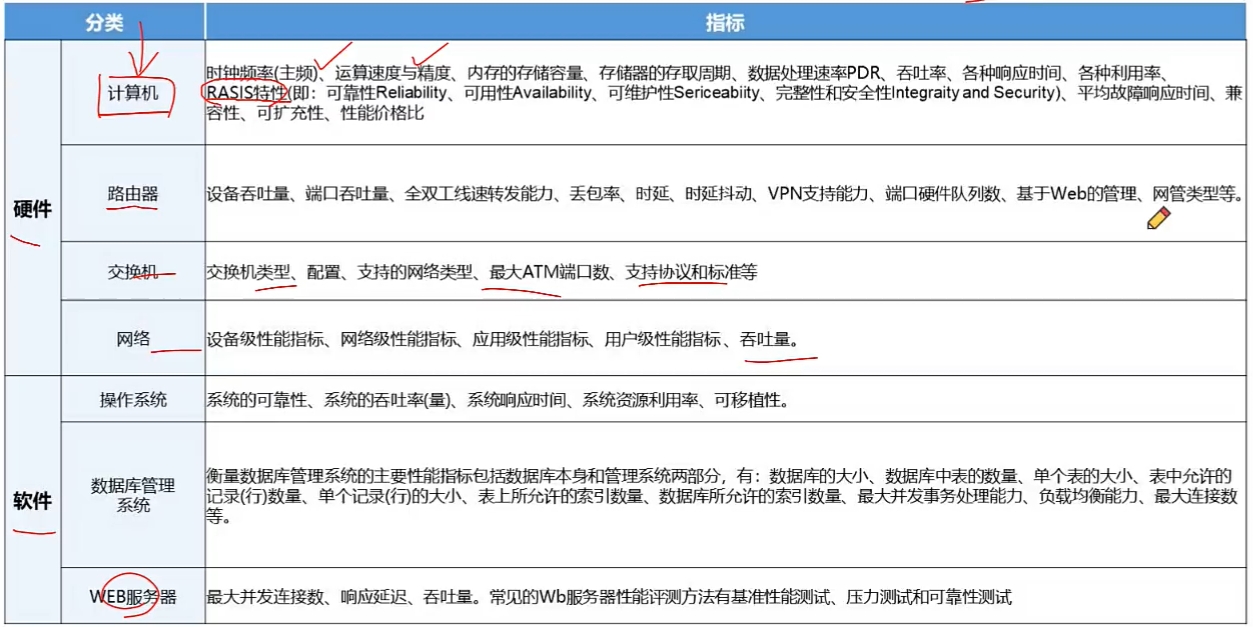 分类 指标
硬件
计算机
时钟频率(主频)、运算速度与精度、内存的存储容量、存储器的存取周期、数据处理速率PDR、吞吐率、各种响应时间、各种利用率、
RASIS特性(即：可靠性Reliability、可用性Availability、可维护性Sericeabiity、完整性和安全性Integraity and Security)、平均故障响应时间、兼
容性、可扩充性、性能价格比
路由器
设备吞吐量、端口吞吐量、全双工线速转发能力、丢包率、时延、时延抖动、VPN支持能力、端口硬件队列数、基于Web的管理、网管类型等。
交换机
交换机类型、配置、支持的网络类型、最大ATM端口数、支持协议和标准等
网络
设备级性能指标、网络级性能指标、应用级性能指标、用户级性能指标、吞吐量。
软件
操作系统
系统的可靠性、系统的吞吐率(量)、系统响应时间、系统资源利用率、可移植性。
数据库管理
系统
衡量数据库管理系统的主要性能指标包括数据库本身和管理系统两部分，有：数据库的大小、数据库中表的数量、单个表的大小、表中允许的
记录(行)数量、单个记录(行)的大小、表上所允许的索引数量、数据库所允许的索引数量、最大并发事务处理能力、负载均衡能力、最大连接数
等。
WEB服务器
最大并发连接数、响应延迟、吞吐量。常见的Wb服务器性能评测方法有基准性能测试、压力测试和可靠性测试